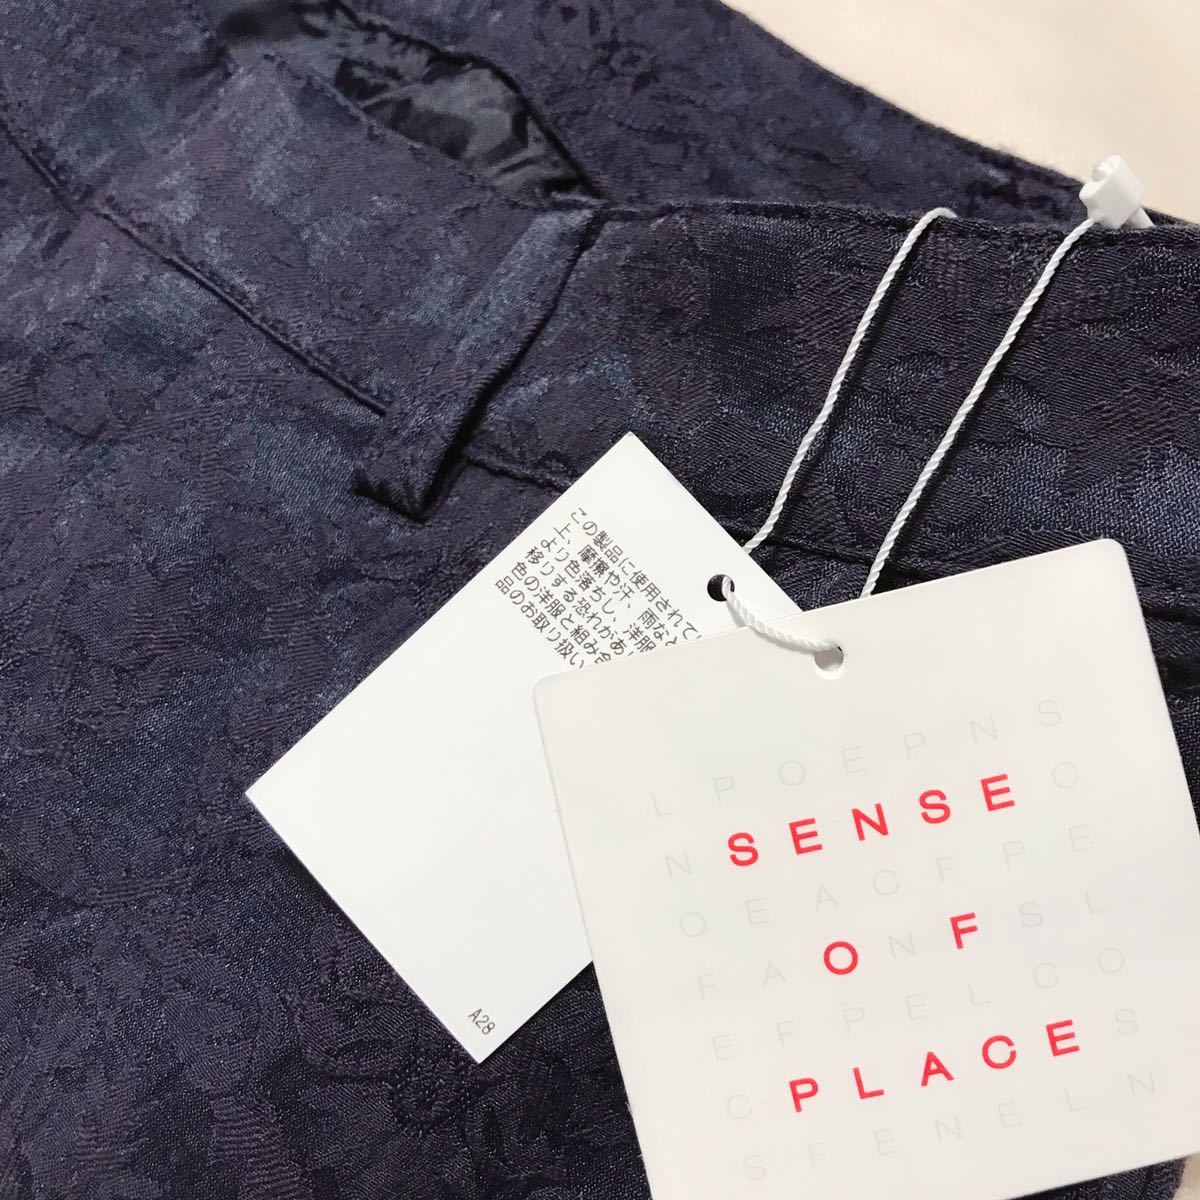 この製品に使用されて
上、摩擦や汗、雨など
より色落ちし、洋服
移りする恐れがあ
色の洋服と組み合
品のお取り扱い
A28
L P O E P N S
SENSE C
N O E A C F P E
O F S L
F A N
E F P E L C O
PLACE S
C S F E N E L N